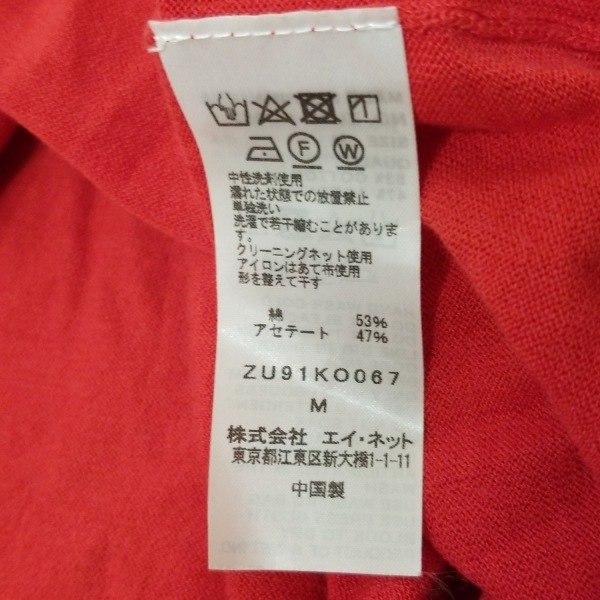 F W
中性洗剤使用
濡れた状態での放置禁止
単独洗い
洗濯で若干縮むことがありま
す。
クリーニングネット使用
アイロンはあて布使用
形を整えて干す
綿 53%
アセテート 47%
ZU91KO067
M
株式会社 エイ・ネット
東京都江東区新大橋1-1-11
中国製